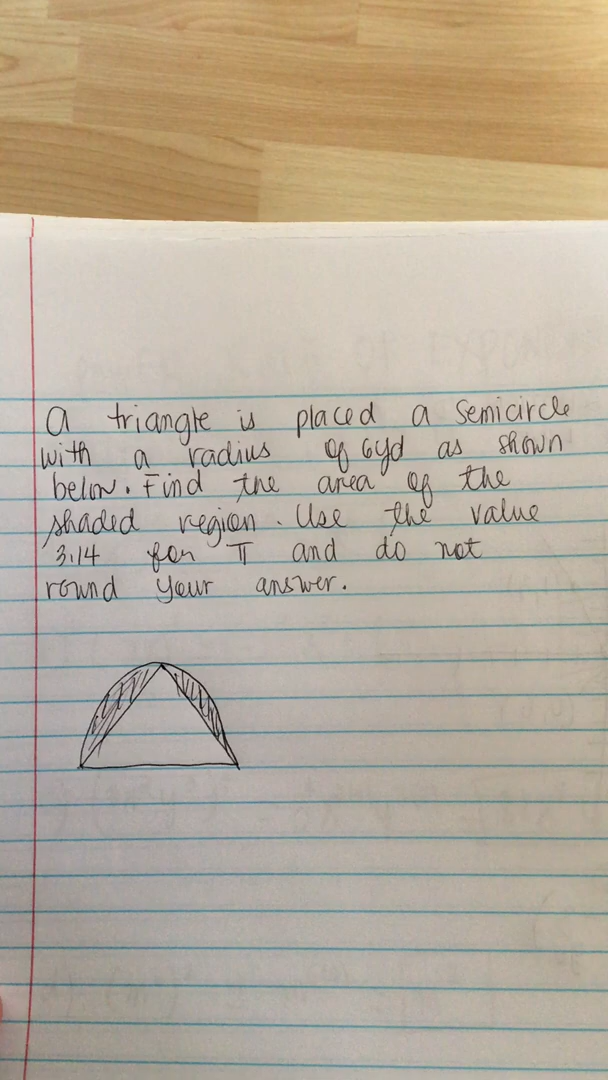 A triangle is placed a semicircle
with a radius of 6yd as shown
below. Find the area of the
shaded region. Use the value
3.14 for π and do not
round your answer.